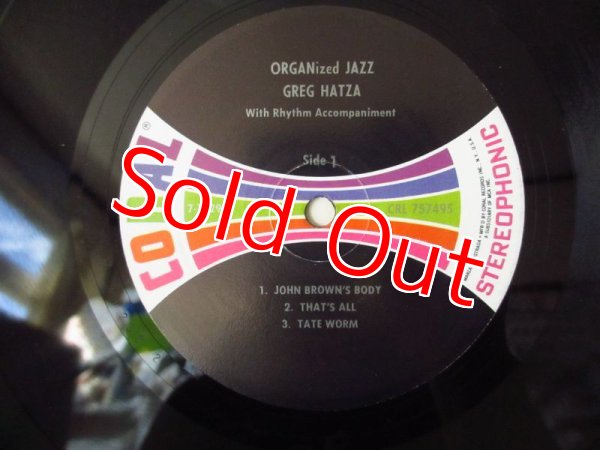 ORGANized JAZZ
GREG HATZA
With Rhythm Accompaniment
Side 1
CRL 757495
STEREOPHONIC
Sold Out
1. JOHN BROWN'S BODY
2. THAT'S ALL
3. TATE WORM